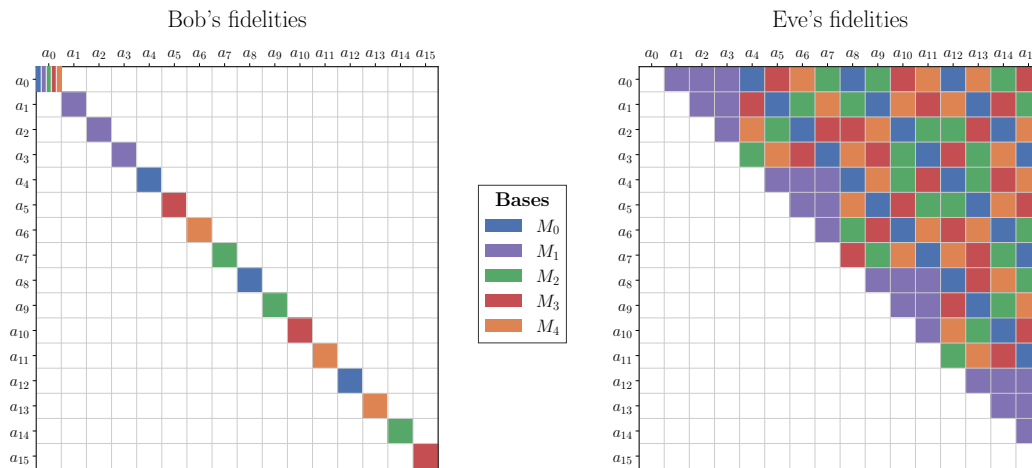 Bob's fidelities
a₀ a₁ a₂ a₃ a₄ a₅ a₆ a₇ a₈ a₉ a₁₀ a₁₁ a₁₂ a₁₃ a₁₄ a₁₅
a₀
a₁
a₂
a₃
a₄
a₅
a₆
a₇
a₈
a₉
a₁₀
a₁₁
a₁₂
a₁₃
a₁₄
a₁₅
Bases
M₀
M₁
M₂
M₃
M₄
Eve's fidelities
a₀ a₁ a₂ a₃ a₄ a₅ a₆ a₇ a₈ a₉ a₁₀ a₁₁ a₁₂ a₁₃ a₁₄
a₀
a₁
a₂
a₃
a₄
a₅
a₆
a₇
a₈
a₉
a₁₀
a₁₁
a₁₂
a₁₃
a₁₄
a₁₅